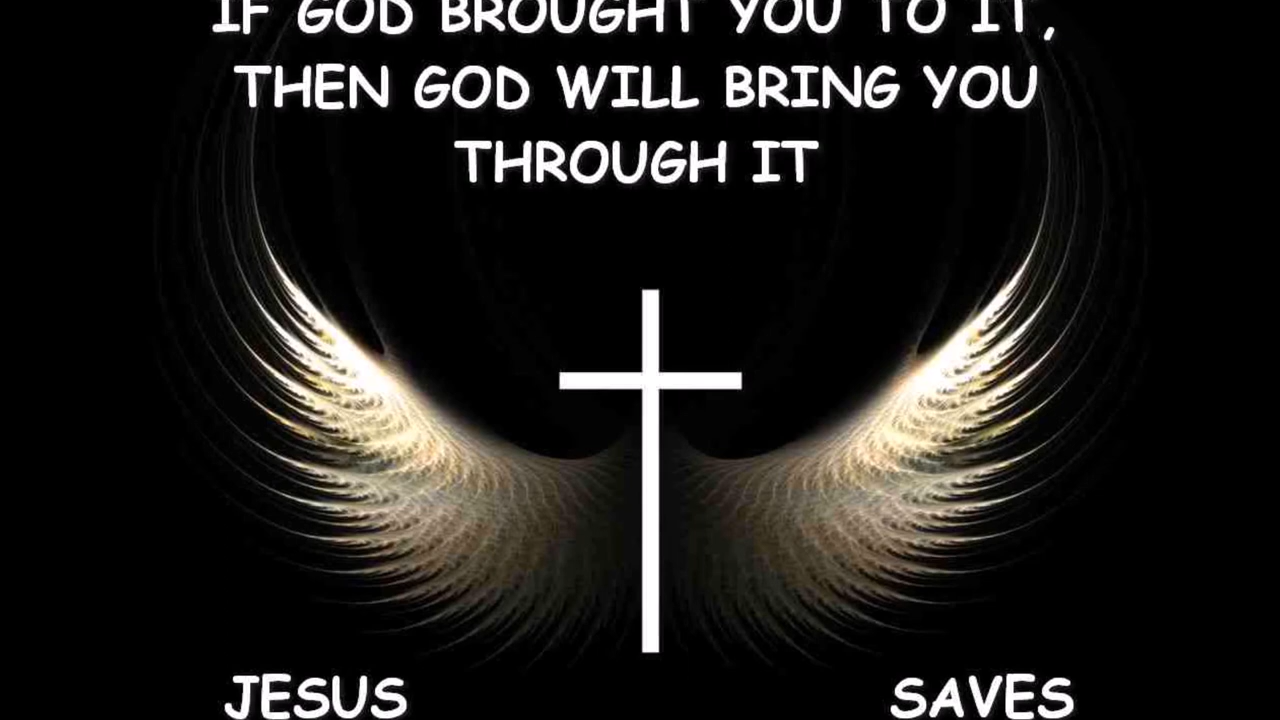 IF GOD BROUGHT YOU TO IT,
THEN GOD WILL BRING YOU
THROUGH IT
JESUS SAVES